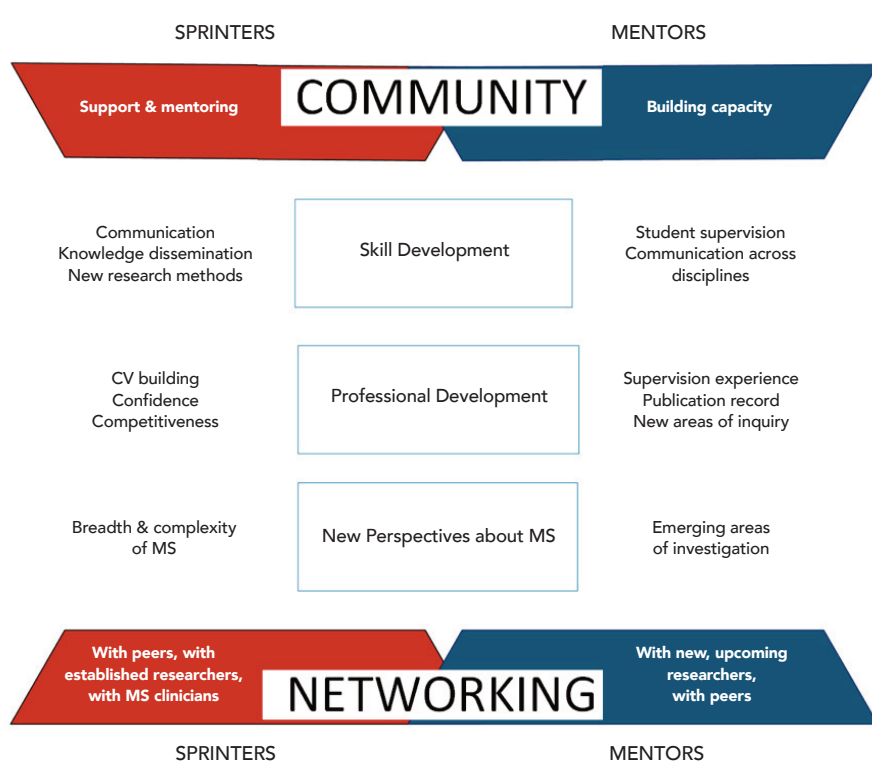 SPRINTERS
MENTORS
Support & mentoring
COMMUNITY
Building capacity
Communication
Knowledge dissemination
New research methods
Skill Development
Student supervision
Communication across
disciplines
CV building
Confidence
Competitiveness
Professional Development
Supervision experience
Publication record
New areas of inquiry
Breadth & complexity
of MS
New Perspectives about MS
Emerging areas
of investigation
With peers, with
established researchers,
with MS clinicians
NETWORKING
With new, upcoming
researchers,
with peers
SPRINTERS
MENTORS